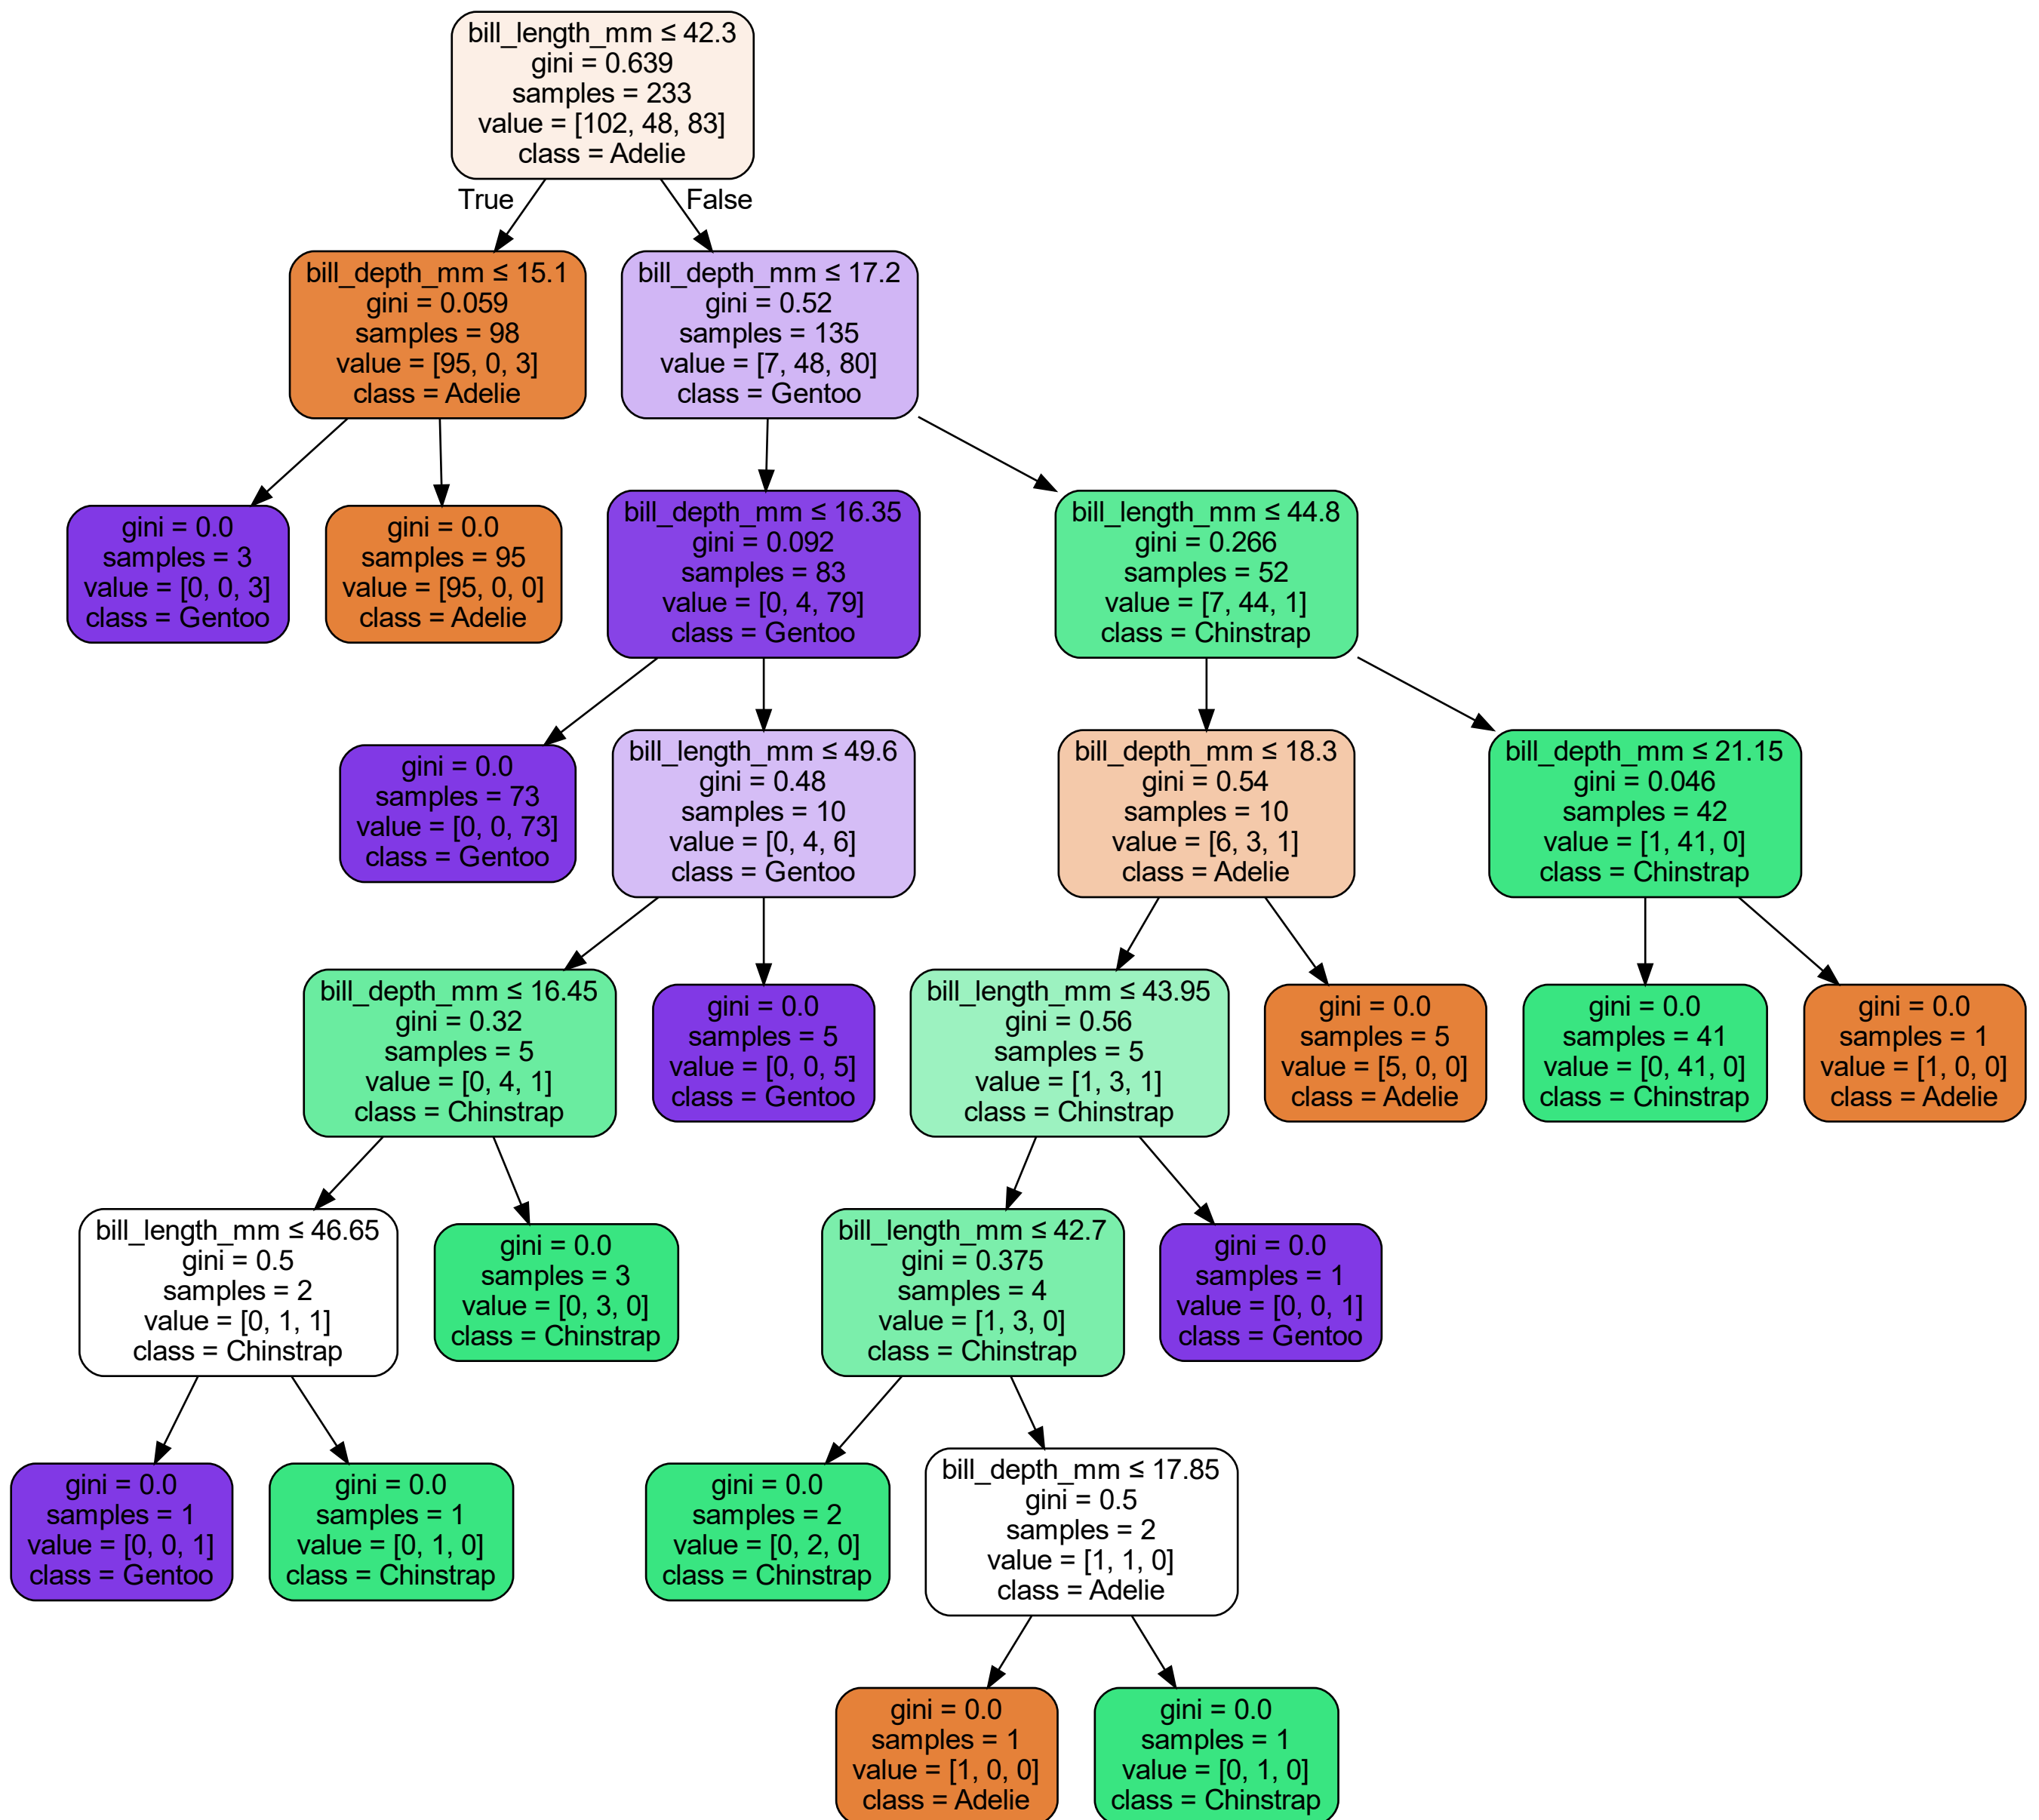 bill_length_mm ≤ 42.3
gini = 0.639
samples = 233
value = [102, 48, 83]
class = Adelie
True
False
bill_depth_mm ≤ 15.1
gini = 0.059
samples = 98
value = [95, 0, 3]
class = Adelie
bill_depth_mm ≤ 17.2
gini = 0.52
samples = 135
value = [7, 48, 80]
class = Gentoo
gini = 0.0
samples = 3
value = [0, 0, 3]
class = Gentoo
gini = 0.0
samples = 95
value = [95, 0, 0]
class = Adelie
bill_depth_mm ≤ 16.35
gini = 0.092
samples = 83
value = [0, 4, 79]
class = Gentoo
bill_length_mm ≤ 44.8
gini = 0.266
samples = 52
value = [7, 44, 1]
class = Chinstrap
gini = 0.0
samples = 73
value = [0, 0, 73]
class = Gentoo
bill_length_mm ≤ 49.6
gini = 0.48
samples = 10
value = [0, 4, 6]
class = Gentoo
bill_depth_mm ≤ 18.3
gini = 0.54
samples = 10
value = [6, 3, 1]
class = Adelie
bill_depth_mm ≤ 21.15
gini = 0.046
samples = 42
value = [1, 41, 0]
class = Chinstrap
bill_depth_mm ≤ 16.45
gini = 0.32
samples = 5
value = [0, 4, 1]
class = Chinstrap
gini = 0.0
samples = 5
value = [0, 0, 5]
class = Gentoo
bill_length_mm ≤ 43.95
gini = 0.56
samples = 5
value = [1, 3, 1]
class = Chinstrap
gini = 0.0
samples = 5
value = [5, 0, 0]
class = Adelie
gini = 0.0
samples = 41
value = [0, 41, 0]
class = Chinstrap
gini = 0.0
samples = 1
value = [1, 0, 0]
class = Adelie
bill_length_mm ≤ 46.65
gini = 0.5
samples = 2
value = [0, 1, 1]
class = Chinstrap
gini = 0.0
samples = 3
value = [0, 3, 0]
class = Chinstrap
bill_length_mm ≤ 42.7
gini = 0.375
samples = 4
value = [1, 3, 0]
class = Chinstrap
gini = 0.0
samples = 1
value = [0, 0, 1]
class = Gentoo
gini = 0.0
samples = 1
value = [0, 0, 1]
class = Gentoo
gini = 0.0
samples = 1
value = [0, 1, 0]
class = Chinstrap
gini = 0.0
samples = 2
value = [0, 2, 0]
class = Chinstrap
bill_depth_mm ≤ 17.85
gini = 0.5
samples = 2
value = [1, 1, 0]
class = Adelie
gini = 0.0
samples = 1
value = [1, 0, 0]
class = Adelie
gini = 0.0
samples = 1
value = [0, 1, 0]
class = Chinstrap